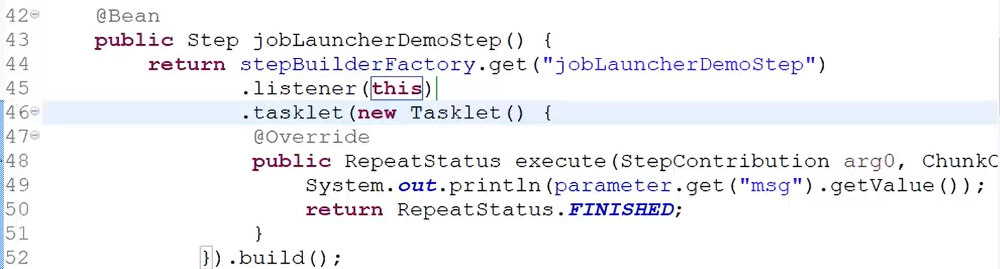 42 @Bean
43 public Step jobLauncherDemoStep() {
44 return stepBuilderFactory.get("jobLauncherDemoStep")
45 .listener(this)
46 .tasklet(new Tasklet() {
47 @Override
48 public RepeatStatus execute(StepContribution arg0, ChunkC
49 System.out.println(parameter.get("msg").getValue());
50 return RepeatStatus.FINISHED;
51 }
52 }).build();